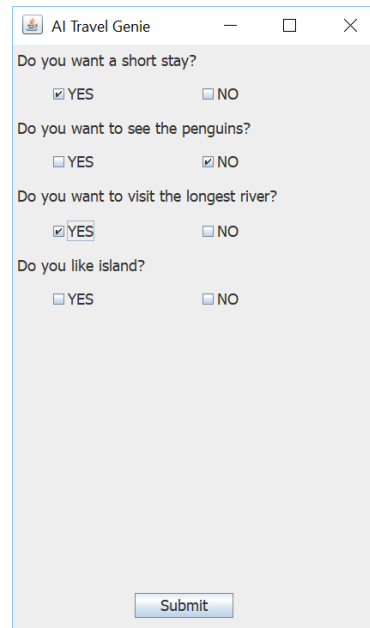 AI Travel Genie
Do you want a short stay?
YES NO
Do you want to see the penguins?
YES NO
Do you want to visit the longest river?
YES NO
Do you like island?
YES NO
Submit